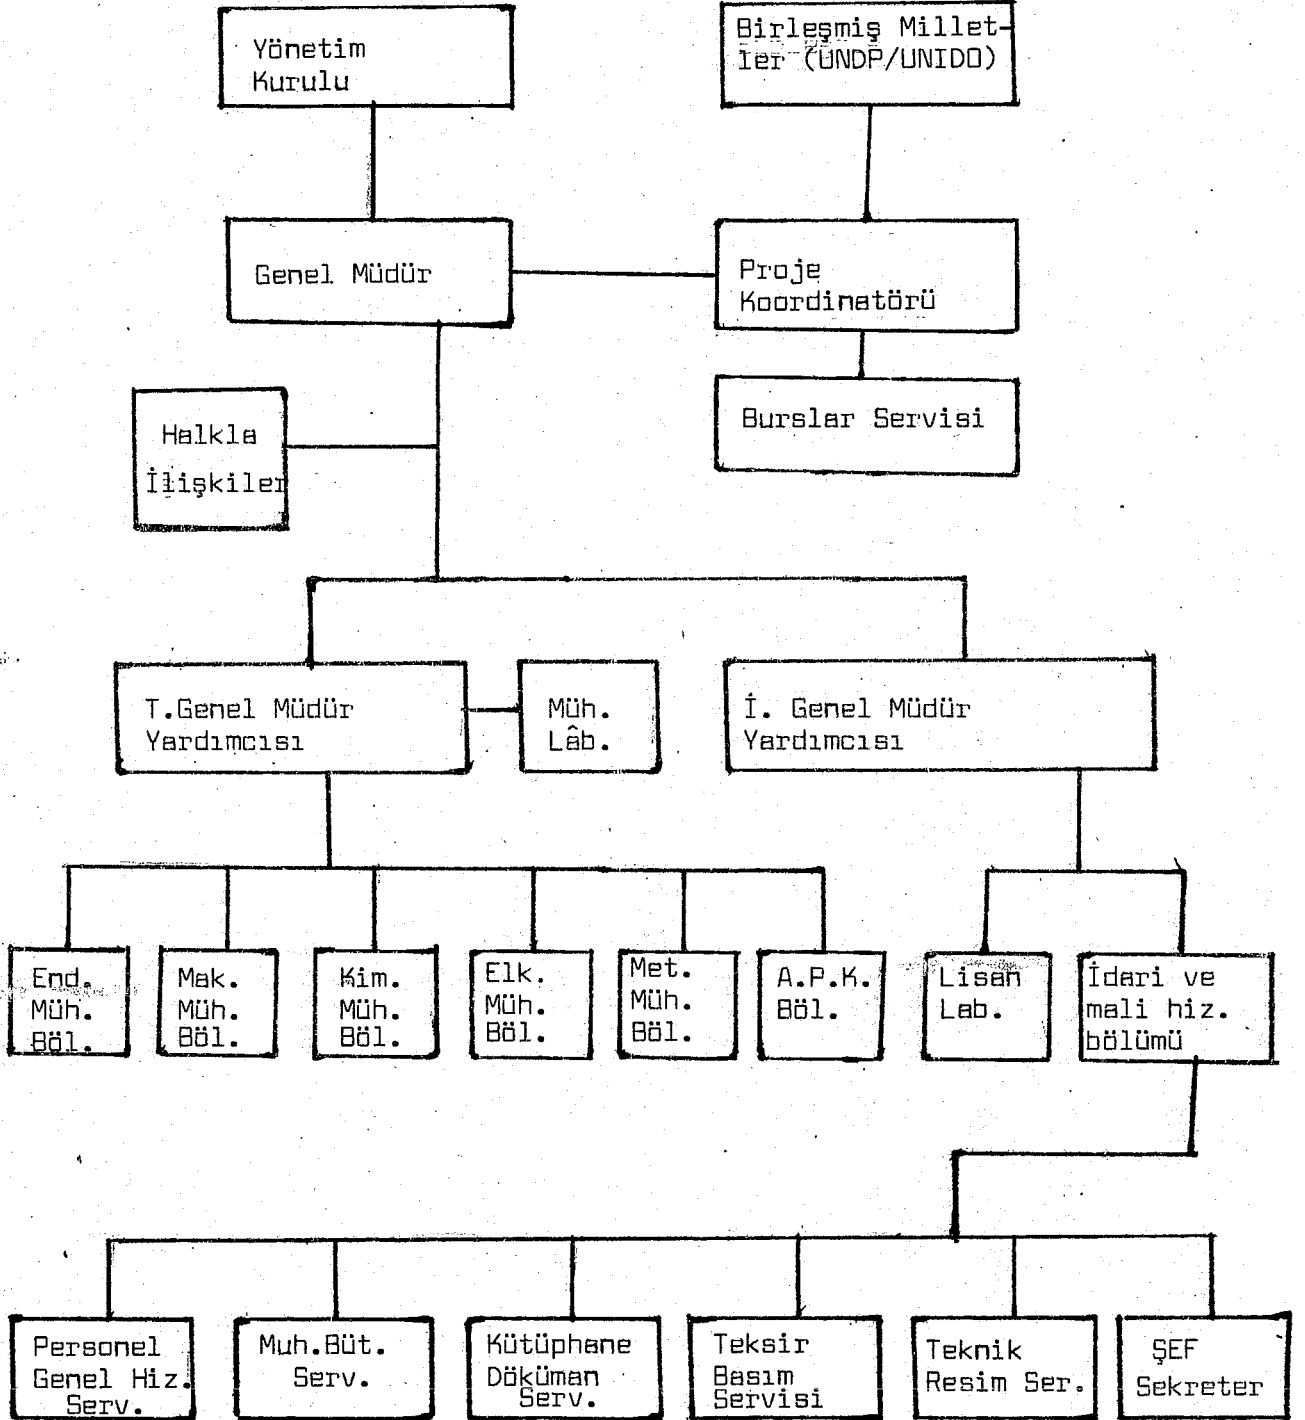 Yönetim
Kurulu
Birleşmiş Millet-
ler (UNDP/UNIDO)
Genel Müdür
Proje
Koordinatörü
Burslar Servisi
Halkla
İlişkiler
T.Genel Müdür
Yardımcısı
Müh.
Lâb.
İ. Genel Müdür
Yardımcısı
End.
Müh.
Böl.
Mak.
Müh.
Böl.
Kim.
Müh.
Böl.
Elk.
Müh.
Böl.
Met.
Müh.
Böl.
A.P.K.
Böl.
Lisan
Lab.
İdari ve
mali hiz.
bölümü
Personel
Genel Hiz.
Serv.
Muh.Büt.
Serv.
Kütüphane
Döküman
Serv.
Teksir
Basım
Servisi
Teknik
Resim Ser.
ŞEF
Sekreter